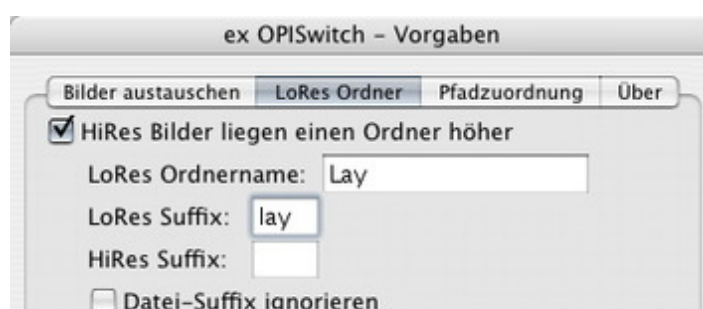 ex OPISwitch – Vorgaben
Bilder austauschen LoRes Ordner Pfadzuordnung Über
HiRes Bilder liegen einen Ordner höher
LoRes Ordnername: Lay
LoRes Suffix: lay
HiRes Suffix:
Datei-Suffix ignorieren